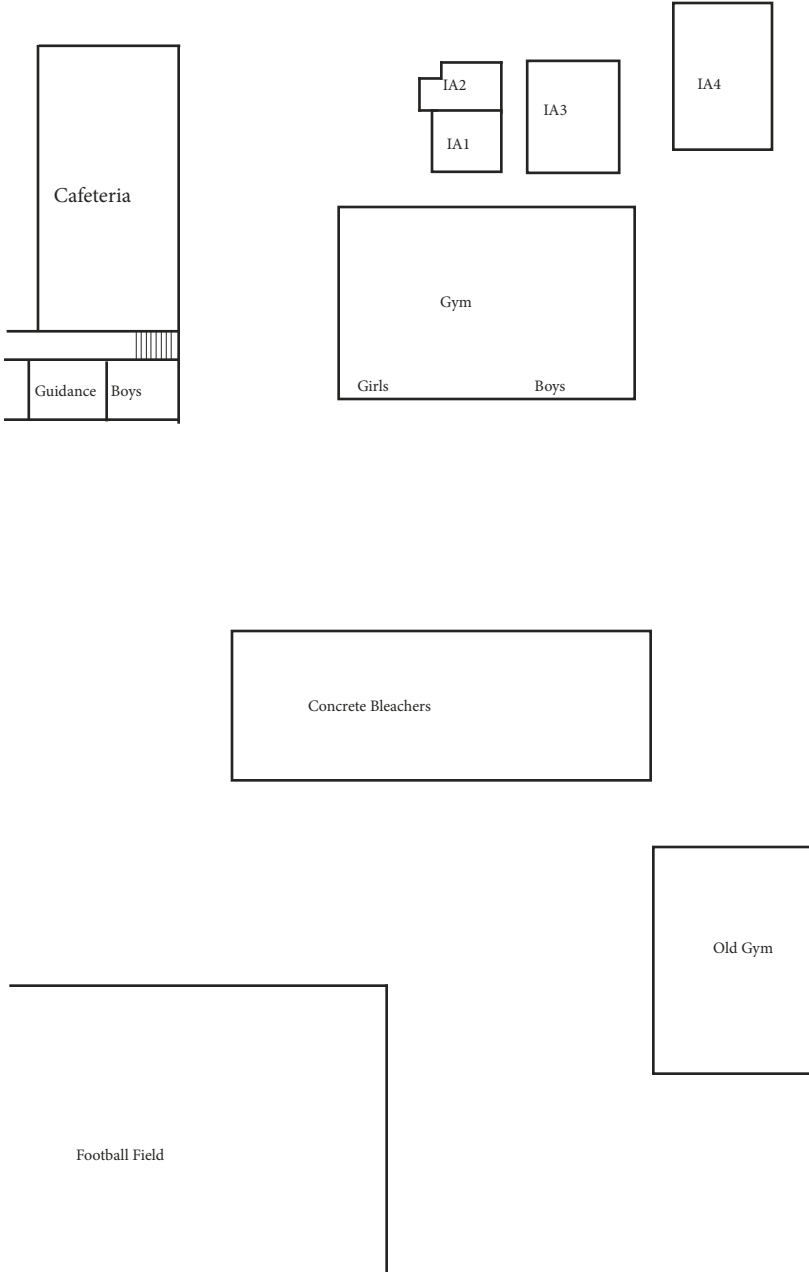 IA4
IA2
IA3
IA1
Cafeteria
Gym
Girls
Boys
Guidance
Boys
Concrete Bleachers
Old Gym
Football Field